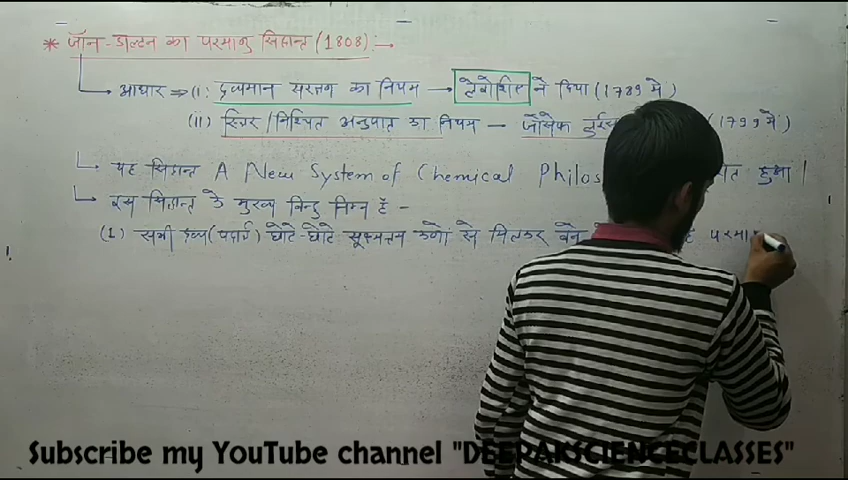 * जॉन-डाल्टन का परमाणु सिद्धान्त (1808) :→
आधार ⇒ (I) द्रव्यमान संरक्षण का नियम → लेवोशिए ने दिया (1789 में)
(II) स्थिर/निश्चित अनुपात का नियम - जोसेफ (1799 में)
यह सिद्धान्त A New System of Chemical Philos हुआ।
इस सिद्धान्त के मुख्य बिन्दु निम्न है -
(1) सभी द्रव्य (पदार्थ) छोटे-छोटे सूक्ष्मतम कणों से मिलकर बने परमा
Subscribe my YouTube channel "DEEPAKSCIENCECLASSES"